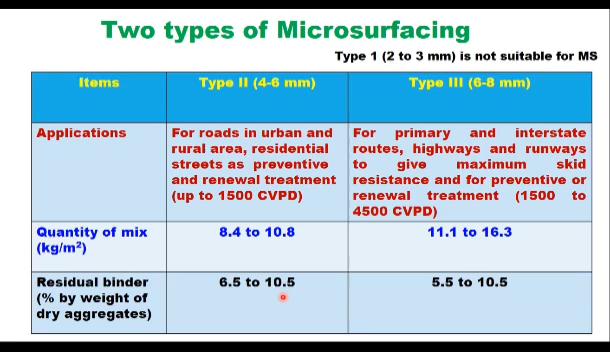 Two types of Microsurfacing
Type 1 (2 to 3 mm) is not suitable for MS
Items
Type II (4-6 mm)
Type III (6-8 mm)
Applications
For roads in urban and
rural area, residential
streets as preventive
and renewal treatment
(up to 1500 CVPD)
For primary and interstate
routes, highways and runways
to give maximum skid
resistance and for preventive or
renewal treatment (1500 to
4500 CVPD)
Quantity of mix
(kg/m²)
8.4 to 10.8
11.1 to 16.3
Residual binder
(% by weight of
dry aggregates)
6.5 to 10.5
5.5 to 10.5